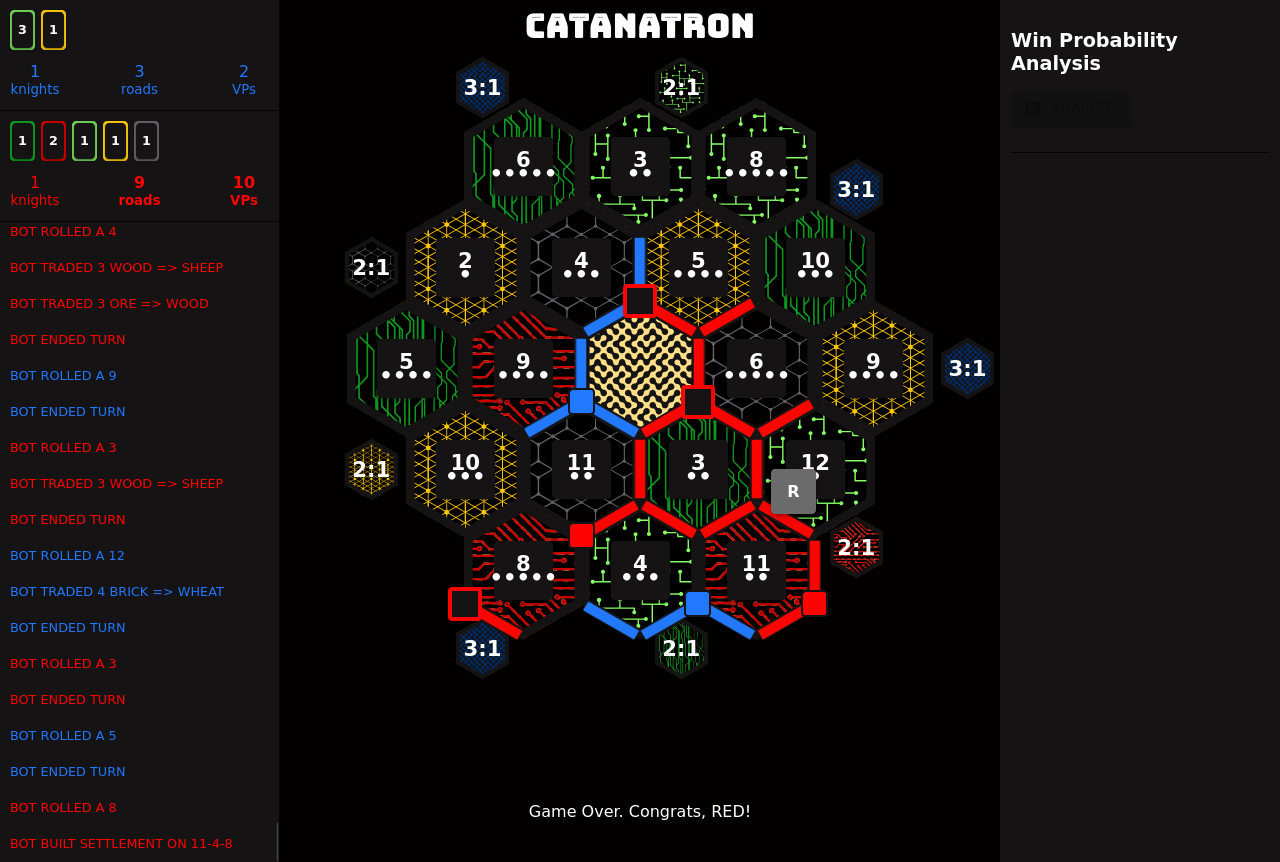 CATANATRON
3 1
1 3 2
knights roads VPs
1 2 1 1 1
1 9 10
knights roads VPs
BOT ROLLED A 4
BOT TRADED 3 WOOD => SHEEP
BOT TRADED 3 ORE => WOOD
BOT ENDED TURN
BOT ROLLED A 9
BOT ENDED TURN
BOT ROLLED A 3
BOT TRADED 3 WOOD => SHEEP
BOT ENDED TURN
BOT ROLLED A 12
BOT TRADED 4 BRICK => WHEAT
BOT ENDED TURN
BOT ROLLED A 3
BOT ENDED TURN
BOT ROLLED A 5
BOT ENDED TURN
BOT ROLLED A 8
BOT BUILT SETTLEMENT ON 11-4-8
3:1 2:1
6 3 8
3:1
2:1 2 4 5 10
5 9 6 9 3:1
2:1 10 11 3 12
R
8 4 11 2:1
3:1 2:1
Game Over. Congrats, RED!
Win Probability
Analysis
ANALYZE